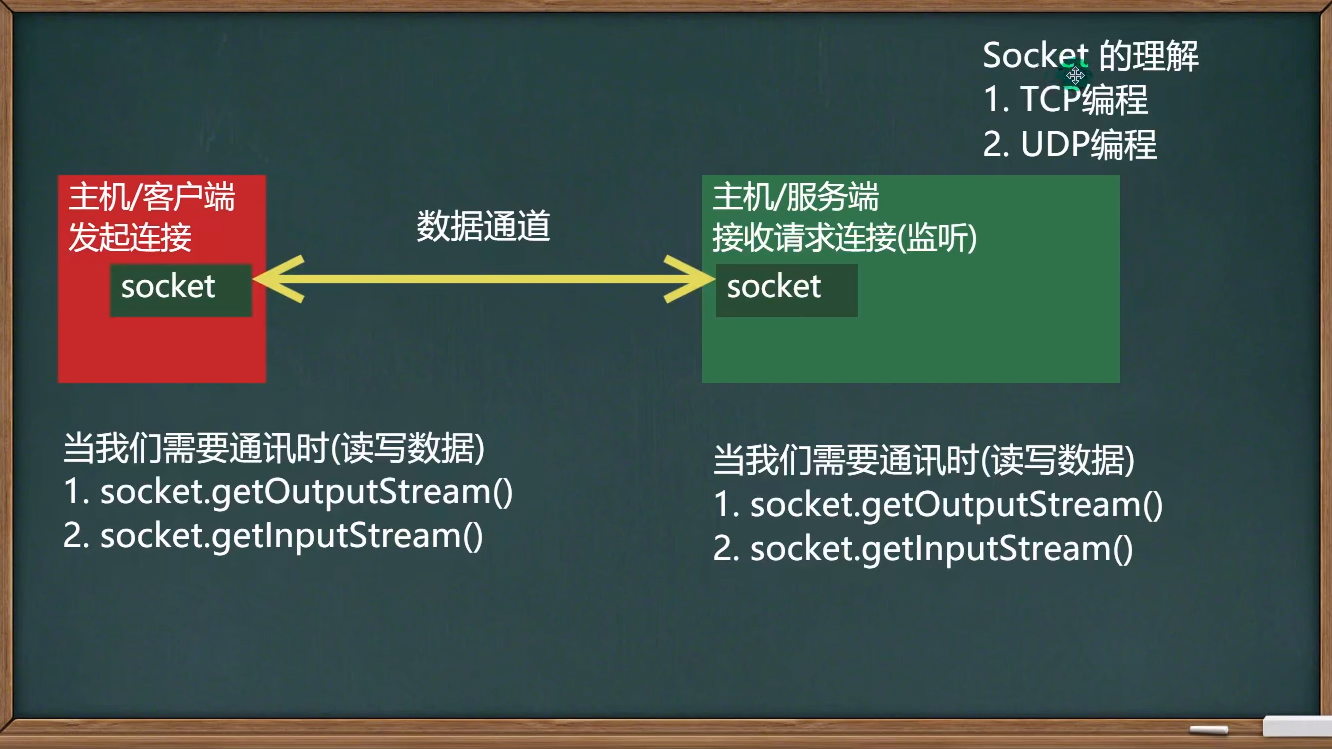 Socket 的理解
1. TCP编程
2. UDP编程
主机/客户端
发起连接
socket
数据通道
主机/服务端
接收请求连接(监听)
socket
当我们需要通讯时(读写数据)
1. socket.getOutputStream()
2. socket.getInputStream()
当我们需要通讯时(读写数据)
1. socket.getOutputStream()
2. socket.getInputStream()